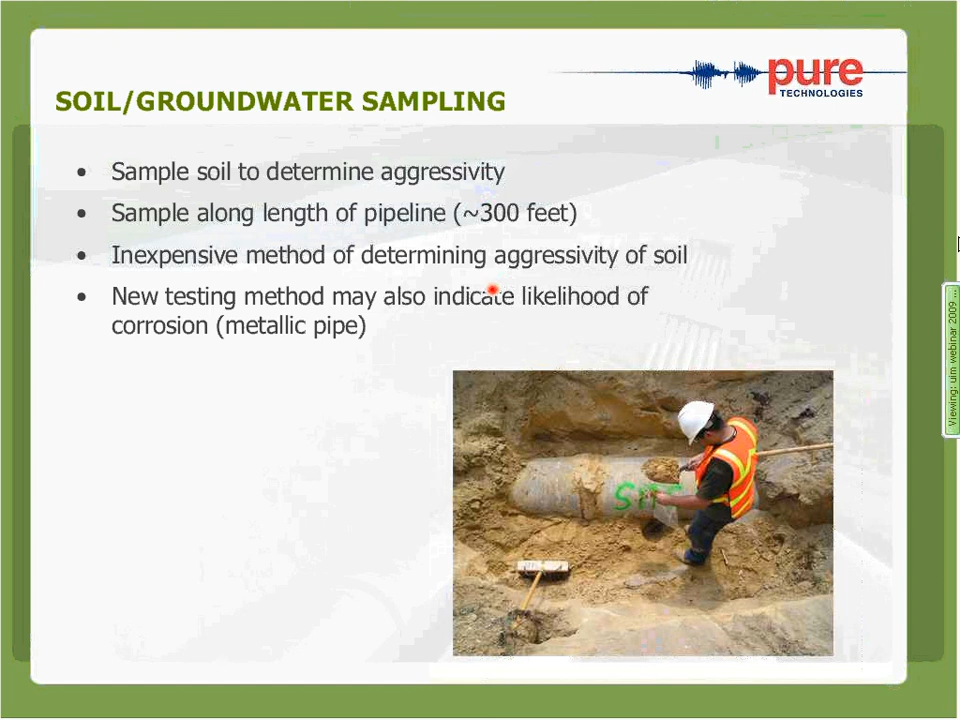 pure
TECHNOLOGIES
SOIL/GROUNDWATER SAMPLING
• Sample soil to determine aggressivity
• Sample along length of pipeline (~300 feet)
• Inexpensive method of determining aggressivity of soil
• New testing method may also indicate likelihood of
corrosion (metallic pipe)
Viewing: uim webinar 2009 ...